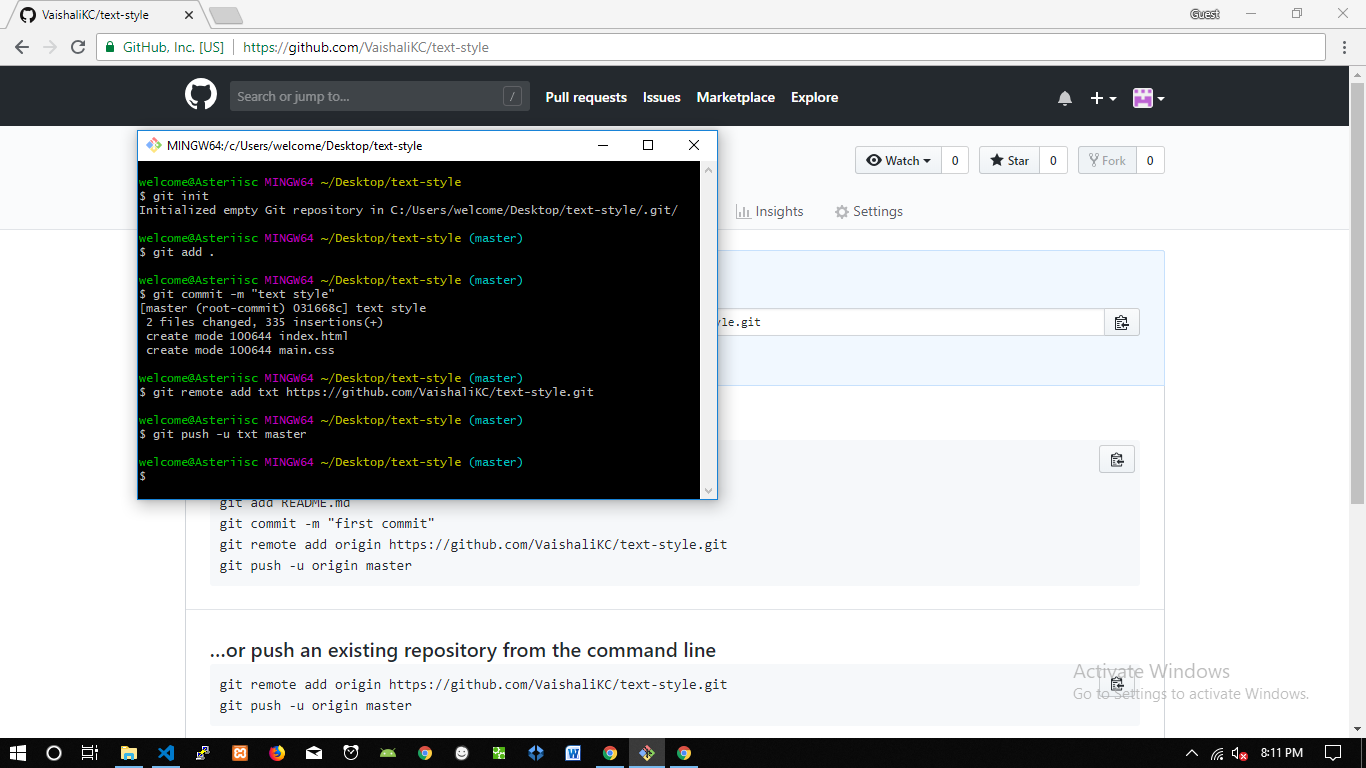 VaishaliKC/text-style
Guest
GitHub, Inc. [US] https://github.com/VaishaliKC/text-style
Search or jump to... /
Pull requests Issues Marketplace Explore
Watch 0 Star 0 Fork 0
Insights Settings
MINGW64:/c/Users/welcome/Desktop/text-style
welcome@Asteriisc MINGW64 ~/Desktop/text-style
$ git init
Initialized empty Git repository in C:/Users/welcome/Desktop/text-style/.git/
welcome@Asteriisc MINGW64 ~/Desktop/text-style (master)
$ git add .
welcome@Asteriisc MINGW64 ~/Desktop/text-style (master)
$ git commit -m "text style"
[master (root-commit) 031668c] text style
2 files changed, 335 insertions(+)
create mode 100644 index.html
create mode 100644 main.css
welcome@Asteriisc MINGW64 ~/Desktop/text-style (master)
$ git remote add txt https://github.com/VaishaliKC/text-style.git
welcome@Asteriisc MINGW64 ~/Desktop/text-style (master)
$ git push -u txt master
welcome@Asteriisc MINGW64 ~/Desktop/text-style (master)
$
yle.git
git add README.md
git commit -m "first commit"
git remote add origin https://github.com/VaishaliKC/text-style.git
git push -u origin master
…or push an existing repository from the command line
git remote add origin https://github.com/VaishaliKC/text-style.git
git push -u origin master
Activate Windows
Go to Settings to activate Windows.
8:11 PM